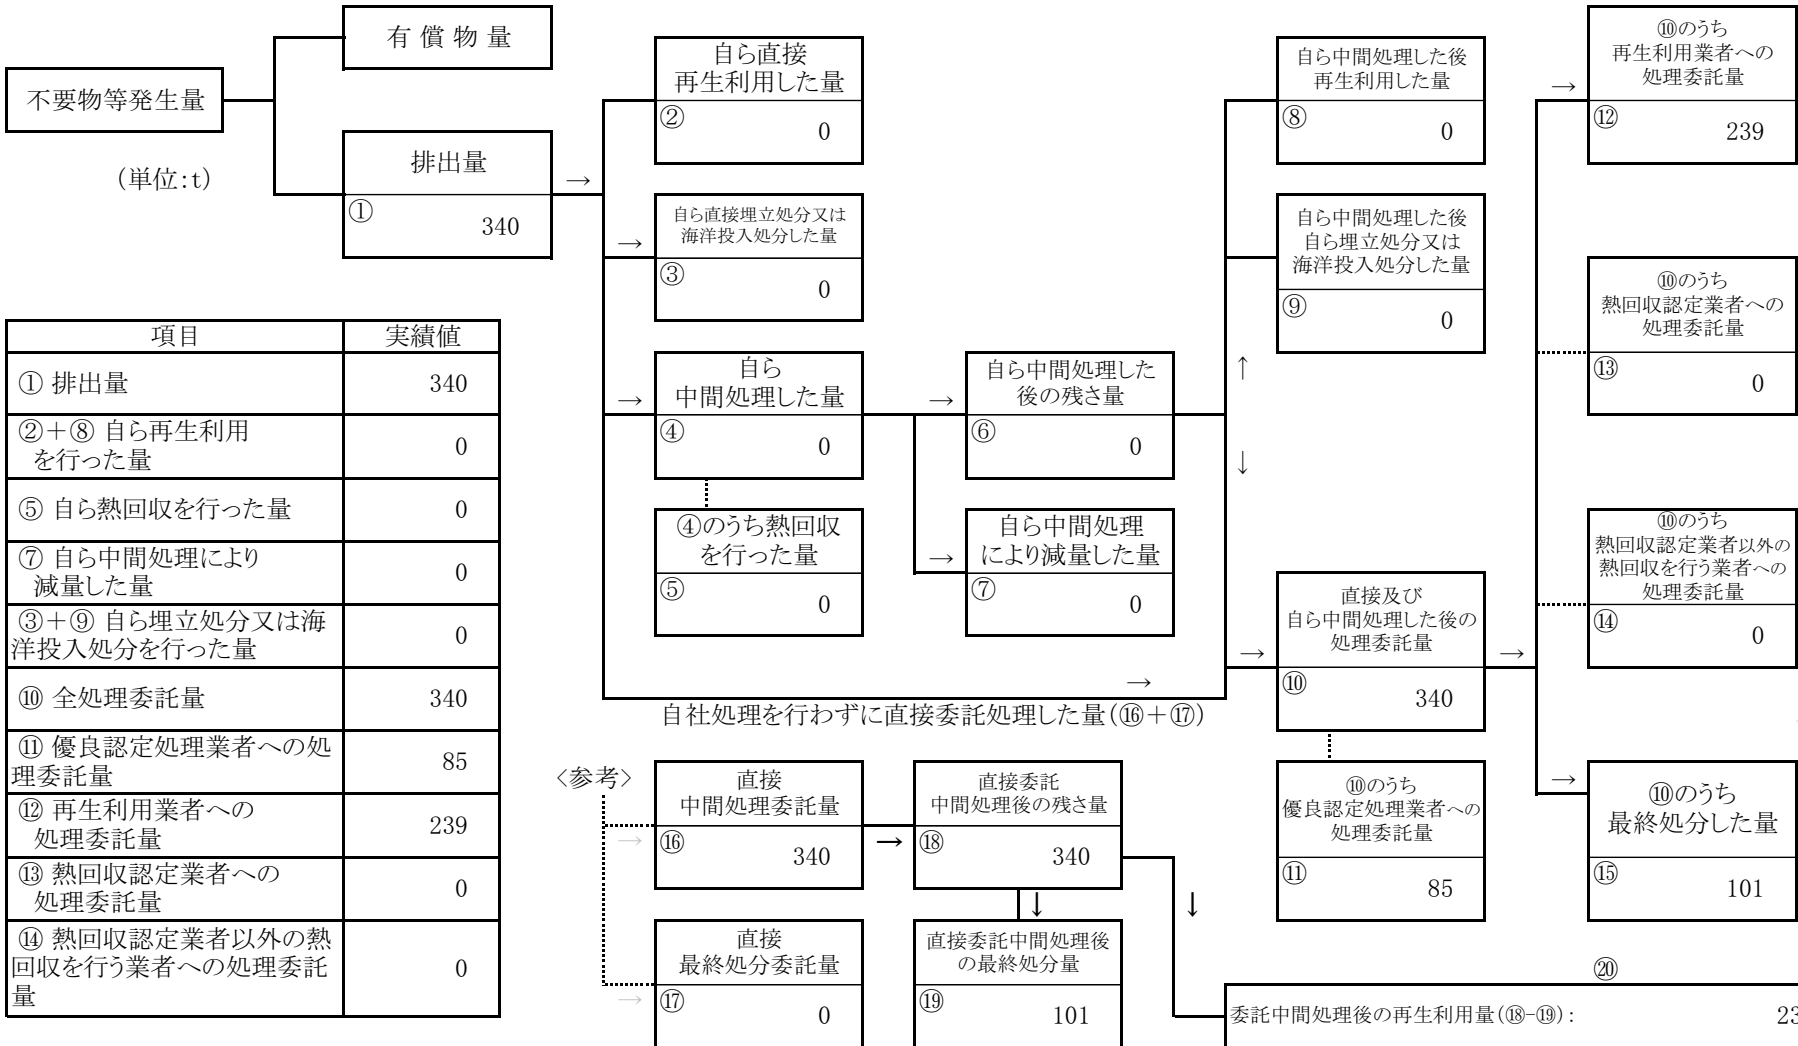 有 償 物 量
不要物等発生量
(単位:t)
排出量
①
340
→
自ら直接
再生利用した量
②
0
→
自ら直接埋立処分又は
海洋投入処分した量
③
0
→
自ら
中間処理した量
④
0
④のうち熱回収
を行った量
⑤
0
→
自ら中間処理した
後の残さ量
⑥
0
→
自ら中間処理
により減量した量
⑦
0
自ら中間処理した後
再生利用した量
⑧
0
自ら中間処理した後
自ら埋立処分又は
海洋投入処分した量
⑨
0
↑
↓
→
自社処理を行わずに直接委託処理した量(⑯+⑰)
→
直接及び
自ら中間処理した後の
処理委託量
⑩
340
→
⑩のうち
優良認定処理業者への
処理委託量
⑪
85
→
⑩のうち
再生利用業者への
処理委託量
⑫
239
⑩のうち
熱回収認定業者への
処理委託量
⑬
0
⑩のうち
熱回収認定業者以外の
熱回収を行う業者への
処理委託量
⑭
0
→
⑩のうち
最終処分した量
⑮
101
項目 実績値
① 排出量 340
②+⑧ 自ら再生利用
を行った量 0
⑤ 自ら熱回収を行った量 0
⑦ 自ら中間処理により
減量した量 0
③+⑨ 自ら埋立処分又は海
洋投入処分を行った量 0
⑩ 全処理委託量 340
⑪ 優良認定処理業者への処
理委託量 85
⑫ 再生利用業者への
処理委託量 239
⑬ 熱回収認定業者への
処理委託量 0
⑭ 熱回収認定業者以外の熱
回収を行う業者への処理委託
量 0
<参考>
→
直接
中間処理委託量
⑯
340
→
直接委託
中間処理後の残さ量
⑱
340
↓
↓
→
直接
最終処分委託量
⑰
0
直接委託中間処理後
の最終処分量
⑲
101
⑳
委託中間処理後の再生利用量(⑱-⑲):